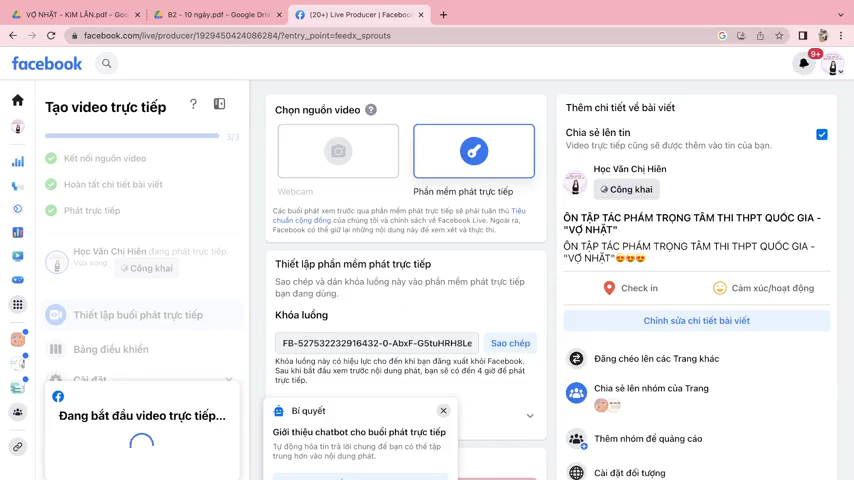 VỢ NHẶT - KIM LÂN.pdf - Goo
B2 - 10 ngày.pdf - Google Driv
(20+) Live Producer | Facebook
facebook.com/live/producer/1929450424086284/?entry_point=feedx_sprouts
facebook
9+
Tạo video trực tiếp
?
3/3
Kết nối nguồn video
Hoàn tất chi tiết bài viết
Phát trực tiếp
Học Văn Chị Hiên đang phát trực tiếp.
Vừa xong
Công khai
Thiết lập buổi phát trực tiếp
Bảng điều khiển
Cài đặt
Đang bắt đầu video trực tiếp...
Chọn nguồn video
Webcam
Phần mềm phát trực tiếp
Các buổi phát xem trước qua phần mềm phát trực tiếp sẽ phải tuân thủ Tiêu
chuẩn cộng đồng của chúng tôi và chính sách về Facebook Live. Ngoài ra,
Facebook có thể giữ lại những nội dung này để xem xét và thực thi.
Thiết lập phần mềm phát trực tiếp
Sao chép và dán khóa luồng này vào phần mềm phát trực tiếp
bạn đang dùng.
Khóa luồng
FB-527532232916432-0-AbxF-G5tuHRH8Le
Sao chép
Khóa luồng này có hiệu lực cho đến khi bạn đăng xuất khỏi Facebook.
Sau khi bắt đầu xem trước nội dung phát, bạn sẽ có đến 4 giờ để phát
trực tiếp.
Bí quyết
Giới thiệu chatbot cho buổi phát trực tiếp
Tự động hóa tin trả lời chung để bạn có thể tập
trung hơn vào nội dung phát.
Thêm chi tiết về bài viết
Chia sẻ lên tin
Video trực tiếp cũng sẽ được thêm vào tin của bạn.
Học Văn Chị Hiên
Công khai
ÔN TẬP TÁC PHẨM TRỌNG TÂM THI THPT QUỐC GIA -
"VỢ NHẶT"
ÔN TẬP TÁC PHẨM TRỌNG TÂM THI THPT QUỐC GIA -
"VỢ NHẶT"😍😍😍
Check in
Cảm xúc/hoạt động
Chỉnh sửa chi tiết bài viết
Đăng chéo lên các Trang khác
Chia sẻ lên nhóm của Trang
Thêm nhóm để quảng cáo
Cài đặt đối tượng